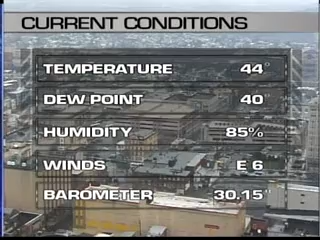 CURRENT CONDITIONS
TEMPERATURE 44°
DEW POINT 40°
HUMIDITY 85%
WINDS E 6
BAROMETER 30.15"